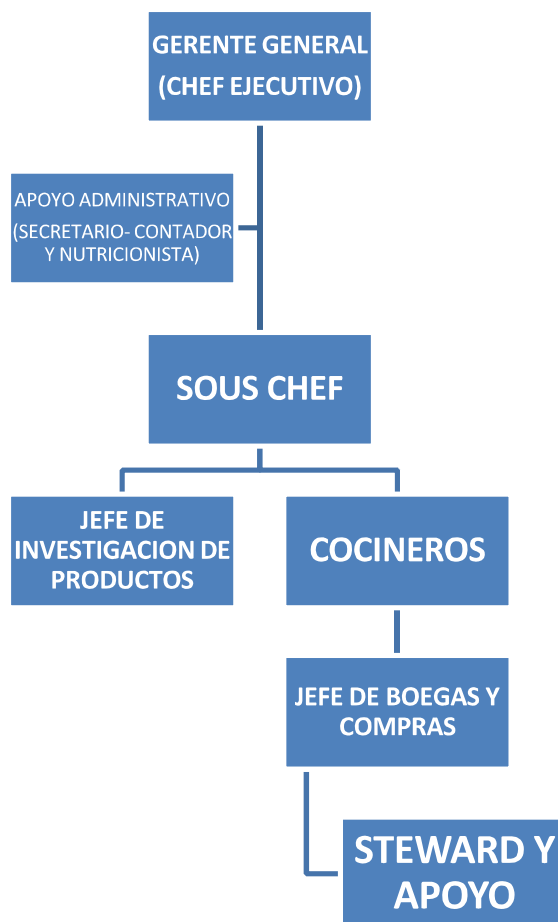 GERENTE GENERAL
(CHEF EJECUTIVO)
APOYO ADMINISTRATIVO
(SECRETARIO- CONTADOR
Y NUTRICIONISTA)
SOUS CHEF
JEFE DE
INVESTIGACION DE
PRODUCTOS
COCINEROS
JEFE DE BOEGAS Y
COMPRAS
STEWARD Y
APOYO